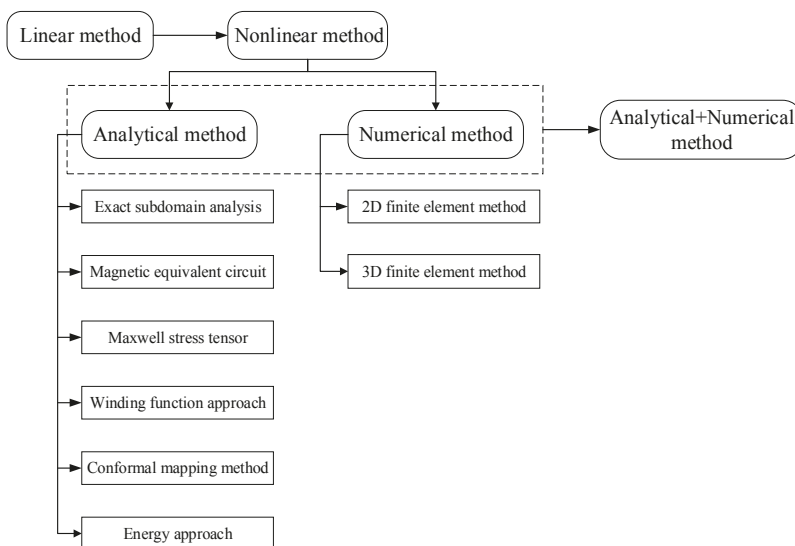 Linear method
Nonlinear method
Analytical method
Numerical method
Analytical+Numerical
method
Exact subdomain analysis
2D finite element method
Magnetic equivalent circuit
3D finite element method
Maxwell stress tensor
Winding function approach
Conformal mapping method
Energy approach